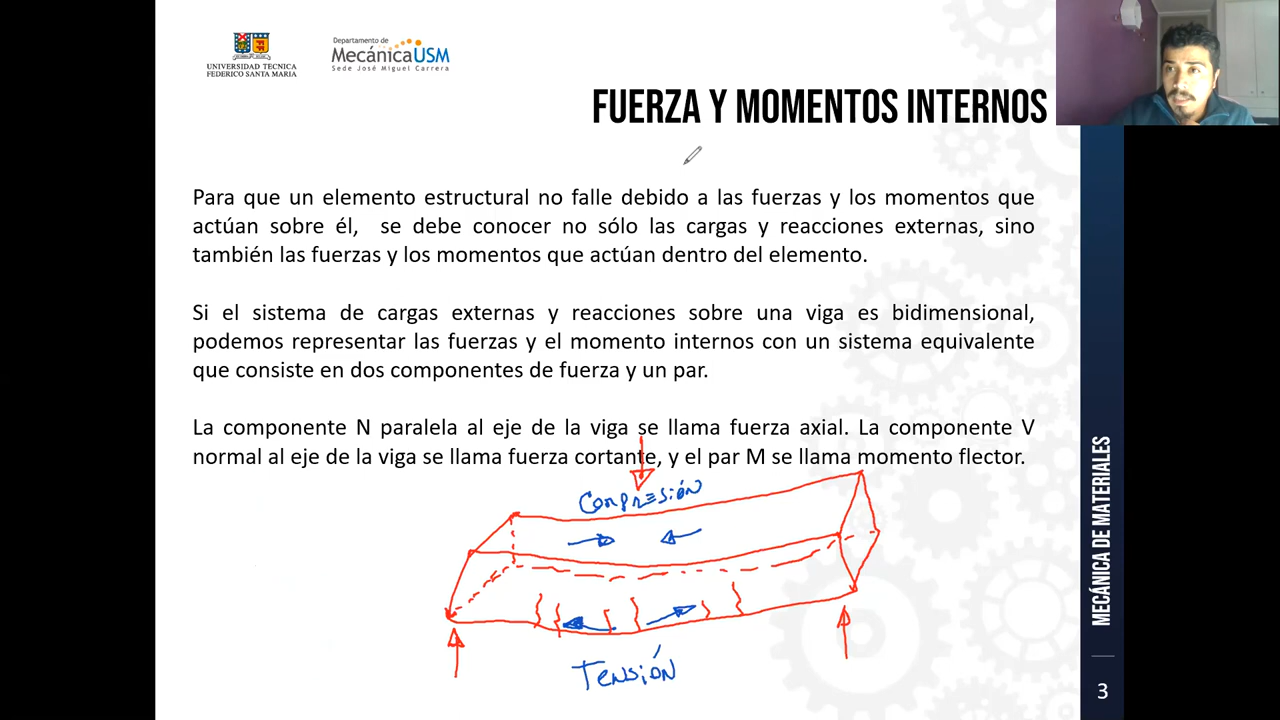 UNIVERSIDAD TECNICA
FEDERICO SANTA MARIA
Departamento de
MecánicaUSM
Sede José Miguel Carrera
FUERZA Y MOMENTOS INTERNOS
Para que un elemento estructural no falle debido a las fuerzas y los momentos que
actúan sobre él, se debe conocer no sólo las cargas y reacciones externas, sino
también las fuerzas y los momentos que actúan dentro del elemento.
Si el sistema de cargas externas y reacciones sobre una viga es bidimensional,
podemos representar las fuerzas y el momento internos con un sistema equivalente
que consiste en dos componentes de fuerza y un par.
La componente N paralela al eje de la viga se llama fuerza axial. La componente V
normal al eje de la viga se llama fuerza cortante, y el par M se llama momento flector.
Compresión
Tensión
MECÁNICA DE MATERIALES
3